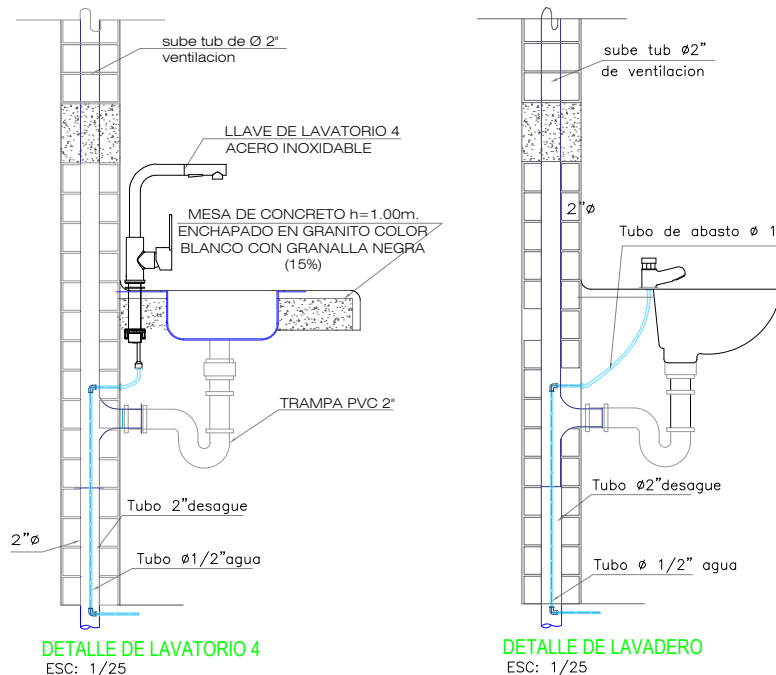 sube tub de Ø 2"
ventilacion
LLAVE DE LAVATORIO 4
ACERO INOXIDABLE
MESA DE CONCRETO h=1.00m.
ENCHAPADO EN GRANITO COLOR
BLANCO CON GRANALLA NEGRA
(15%)
TRAMPA PVC 2"
Tubo 2"desague
2"ø
Tubo ø1/2"agua
DETALLE DE LAVATORIO 4
ESC: 1/25
sube tub ø2"
de ventilacion
2"ø
Tubo de abasto ø 1
Tubo ø2"desague
Tubo ø 1/2" agua
DETALLE DE LAVADERO
ESC: 1/25